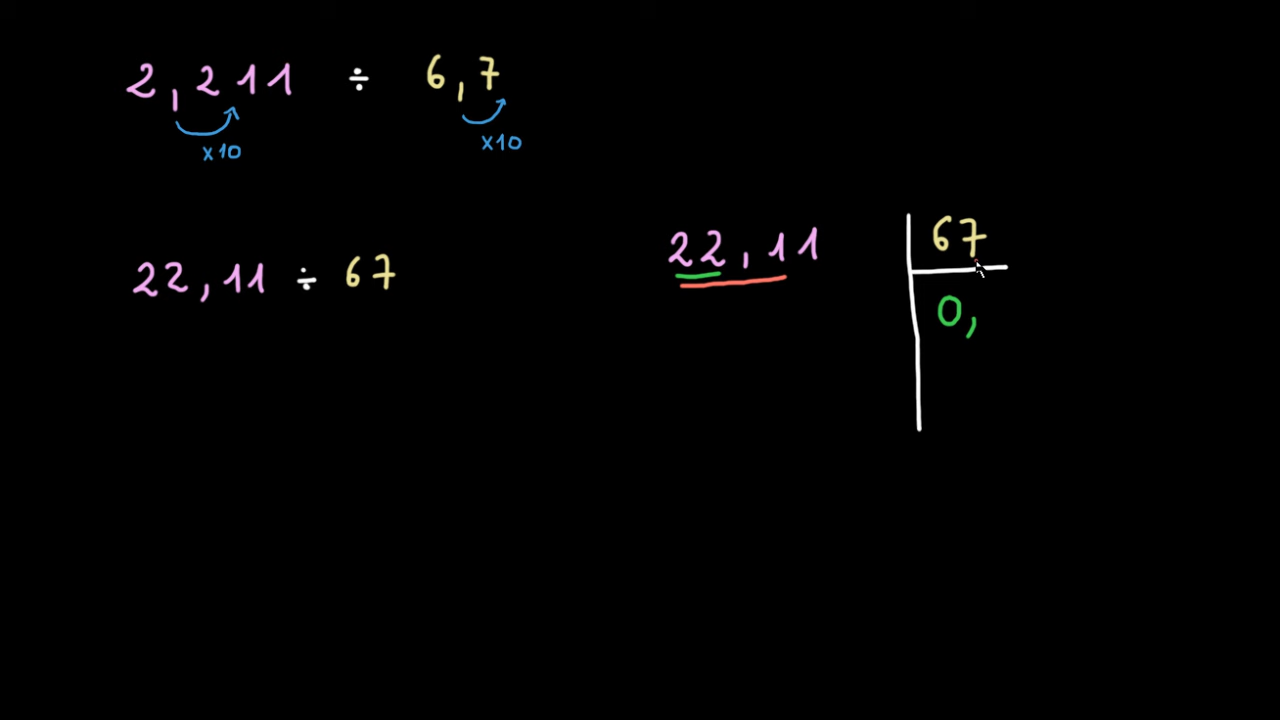 2,211 ÷ 6,7
x10 x10
22,11 ÷ 67
22,11 67
0,